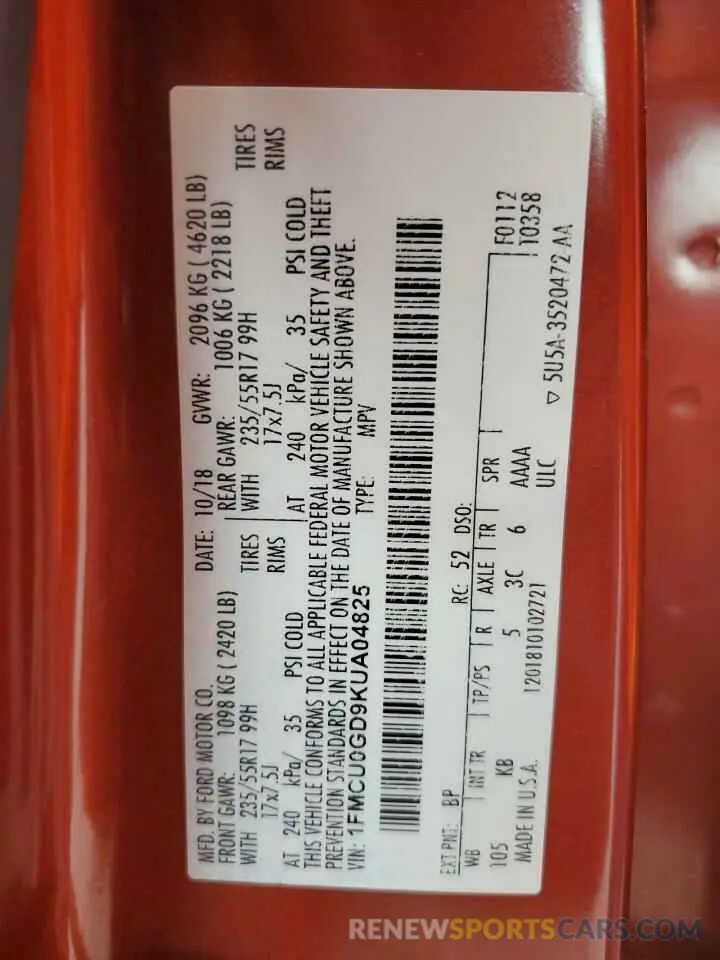 MFD. BY FORD MOTOR CO. DATE: 10/18 GVWR: 2096 KG ( 4620 LB)
FRONT GAWR: 1098 KG ( 2420 LB) REAR GAWR: 1006 KG ( 2218 LB)
WITH 235/55R17 99H TIRES WITH 235/55R17 99H TIRES
17x7.5J RIMS 17x7.5J RIMS
AT 240 kPa/ 35 PSI COLD AT 240 kPa/ 35 PSI COLD
THIS VEHICLE CONFORMS TO ALL APPLICABLE FEDERAL MOTOR VEHICLE SAFETY AND THEFT
PREVENTION STANDARDS IN EFFECT ON THE DATE OF MANUFACTURE SHOWN ABOVE.
VIN: 1FMCU0GD9KUA04825 TYPE: MPV
EXT PNT: BP RC: 52 DSO:
WB INT TR TP/PS R AXLE TR SPR F0112
105 KB 5 3C 6 AAAA 10358
MADE IN U.S.A. 1201810102721 ULC
▽ 5U5A-3520472 AA
RENEWSPORTSCARS.COM